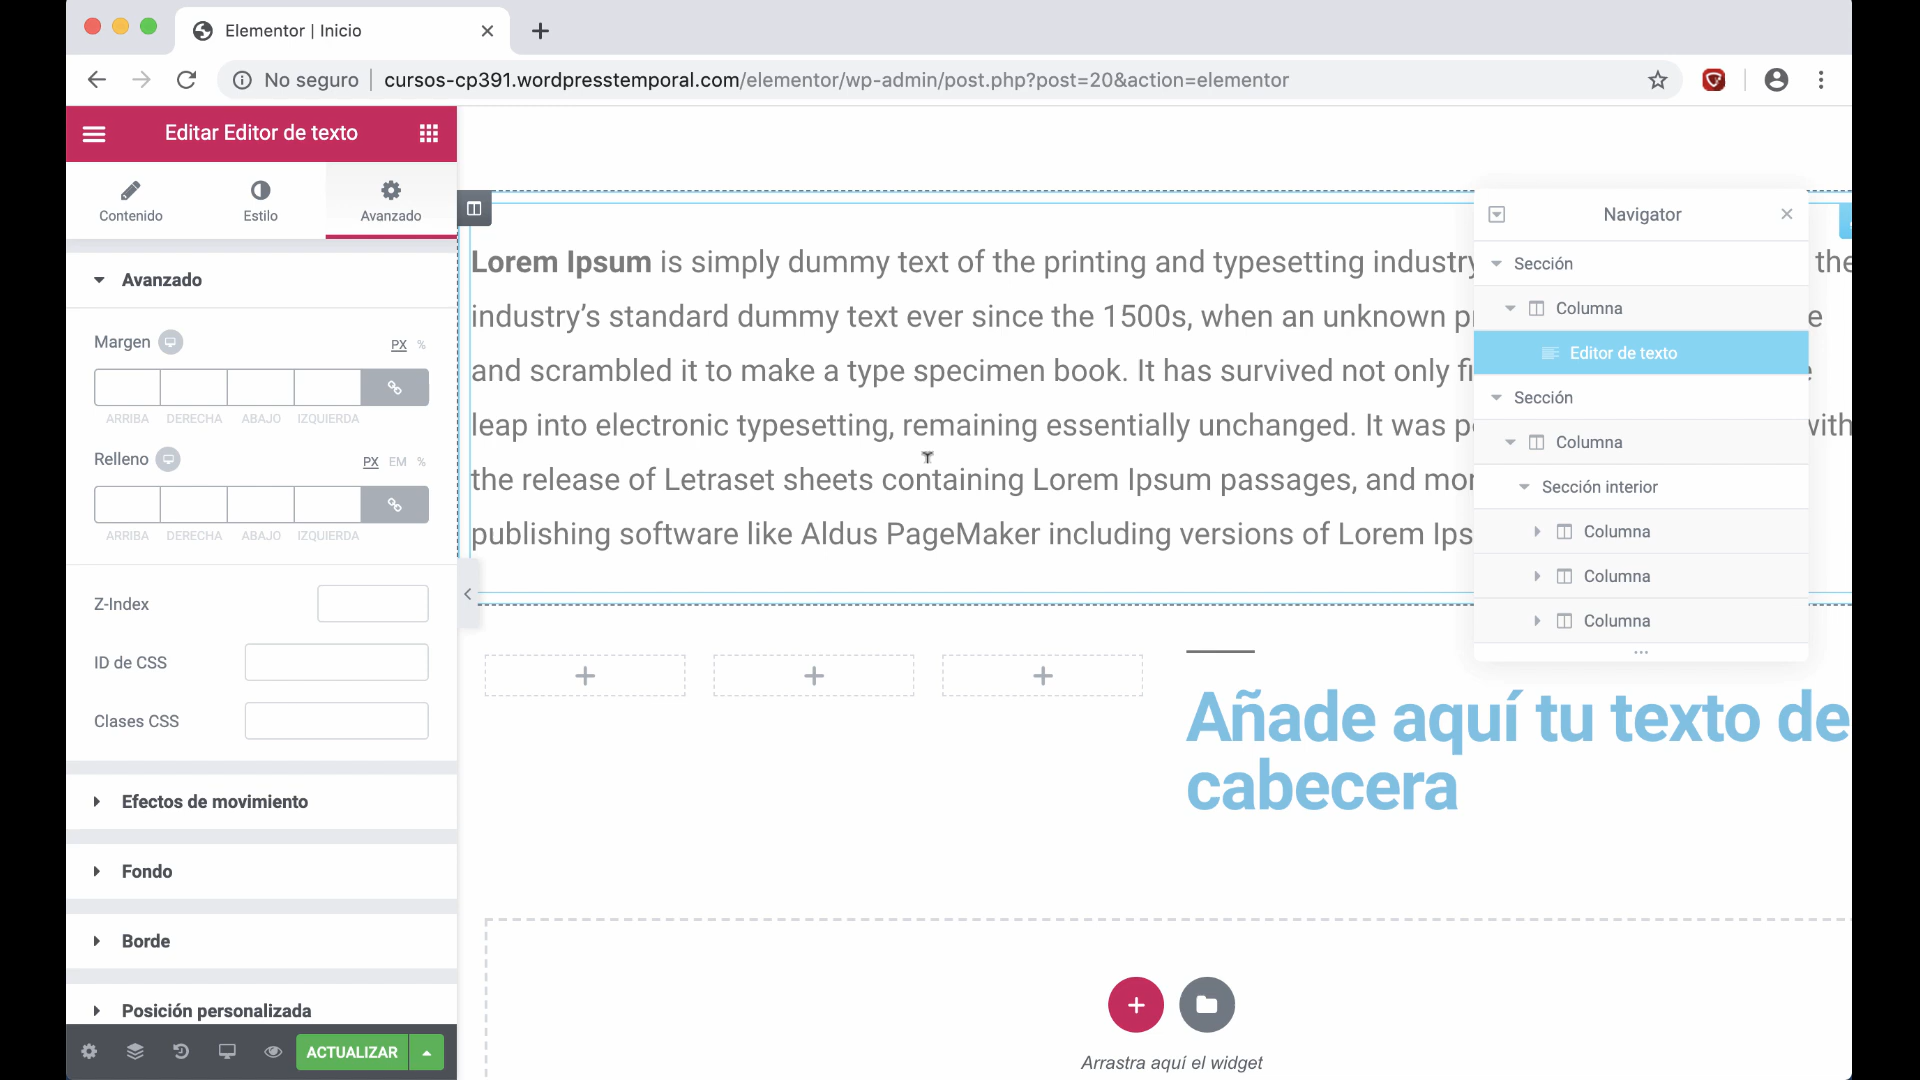 Elementor | Inicio
No seguro
cursos-cp391.wordpresstemporal.com/elementor/wp-admin/post.php?post=20&action=elementor
Editar Editor de texto
Contenido
Estilo
Avanzado
Avanzado
Margen
PX %
ARRIBA DERECHA ABAJO IZQUIERDA
Relleno
PX EM %
ARRIBA DERECHA ABAJO IZQUIERDA
Z-Index
ID de CSS
Clases CSS
Efectos de movimiento
Fondo
Borde
Posición personalizada
ACTUALIZAR
Lorem Ipsum is simply dummy text of the printing and typesetting industry the
industry’s standard dummy text ever since the 1500s, when an unknown
and scrambled it to make a type specimen book. It has survived not only
leap into electronic typesetting, remaining essentially unchanged. It was with
the release of Letraset sheets containing Lorem Ipsum passages, and
publishing software like Aldus PageMaker including versions of Lorem Ips
Navigator
Sección
Columna
Editor de texto
Sección
Columna
Sección interior
Columna
Columna
Columna
Añade aquí tu texto de
cabecera
Arrastra aquí el widget